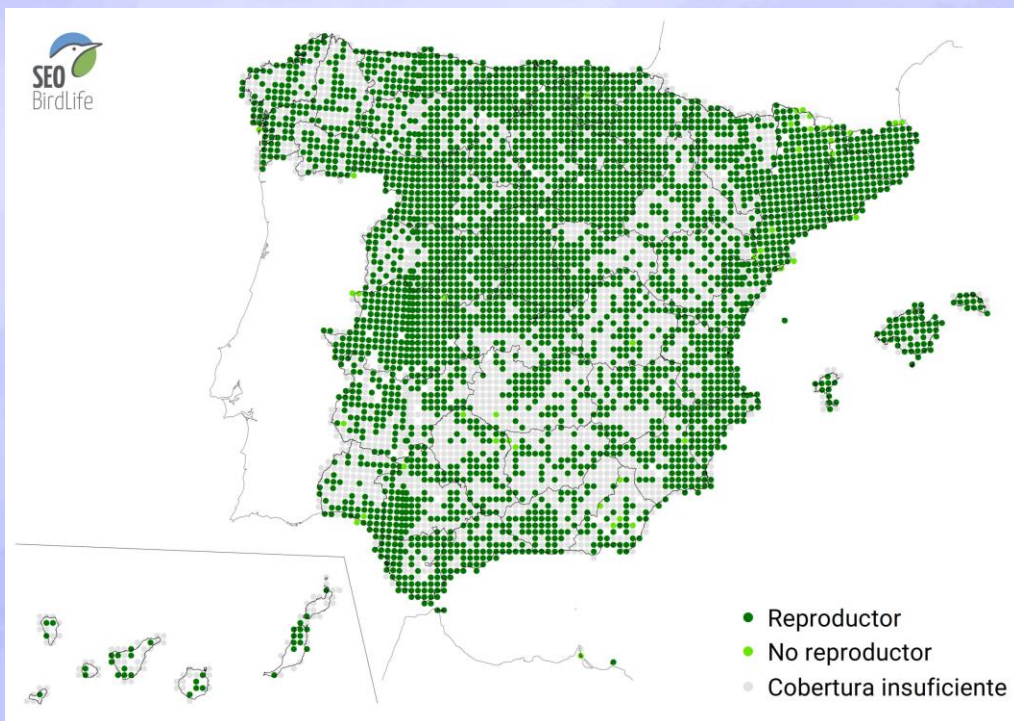 SEO
BirdLife
Reproductor
No reproductor
Cobertura insuficiente